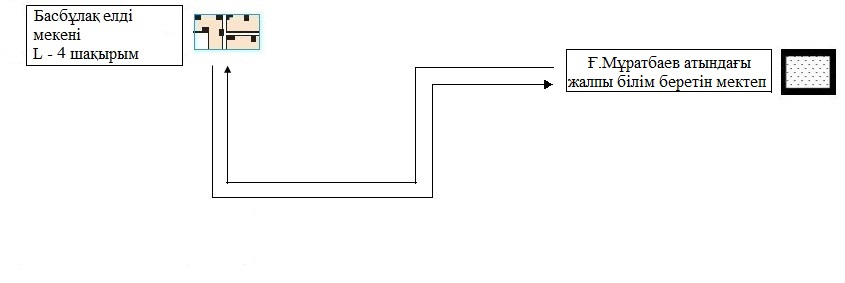 Басбұлақ елді
мекені
L - 4 шақырым
Ғ.Мұратбаев атындағы
жалпы білім беретін мектеп